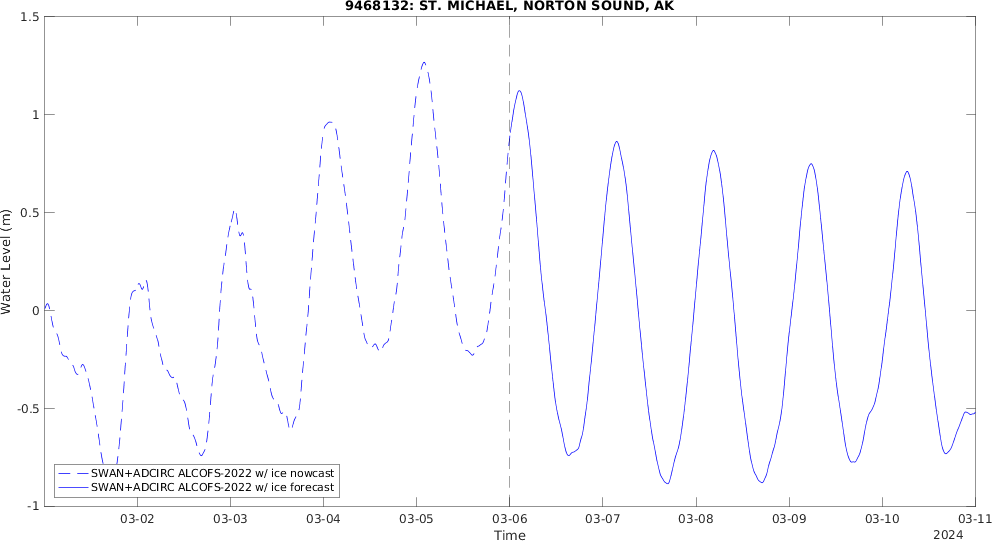 9468132: ST. MICHAEL, NORTON SOUND, AK
1.5
1
0.5
0
-0.5
-1
Water Level (m)
SWAN+ADCIRC ALCOFS-2022 w/ ice nowcast
SWAN+ADCIRC ALCOFS-2022 w/ ice forecast
03-02 03-03 03-04 03-05 03-06 03-07 03-08 03-09 03-10 03-11
Time
2024